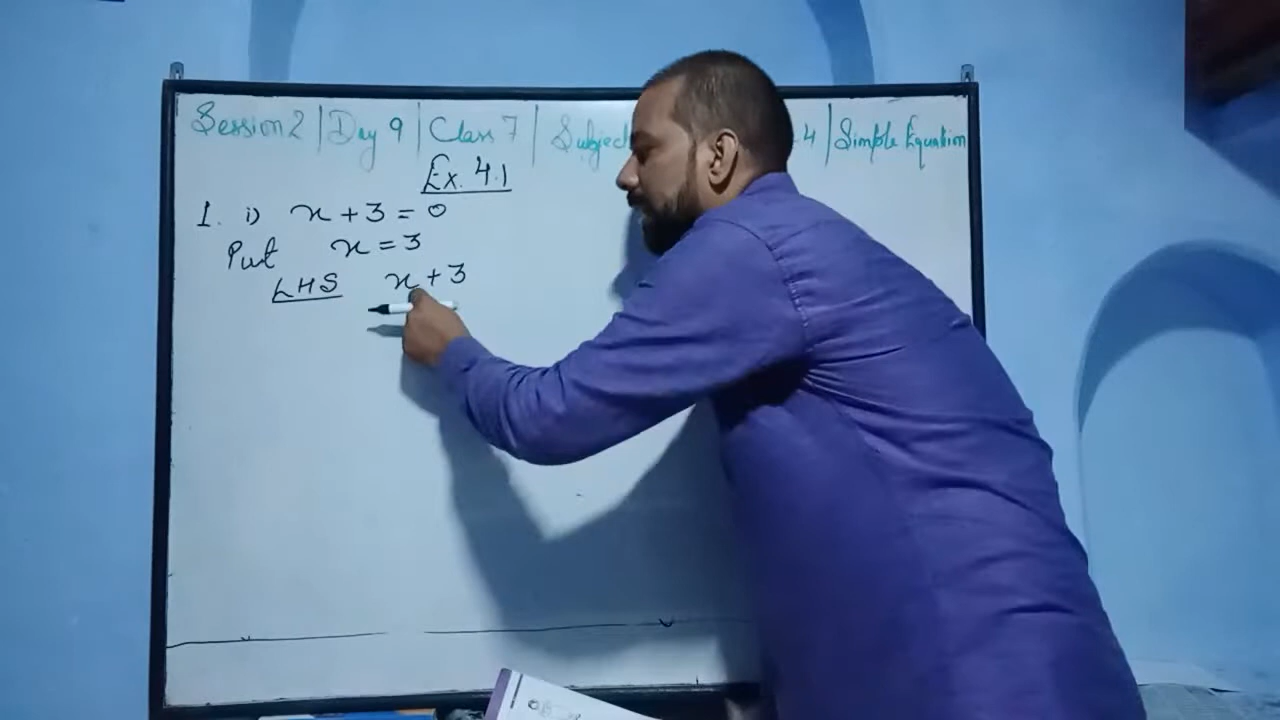 Session 2 | Day 9 | Class 7 | Subject 4 | Simple Equation
Ex. 4.1
1. i) x + 3 = 0
Put x = 3
LHS x + 3